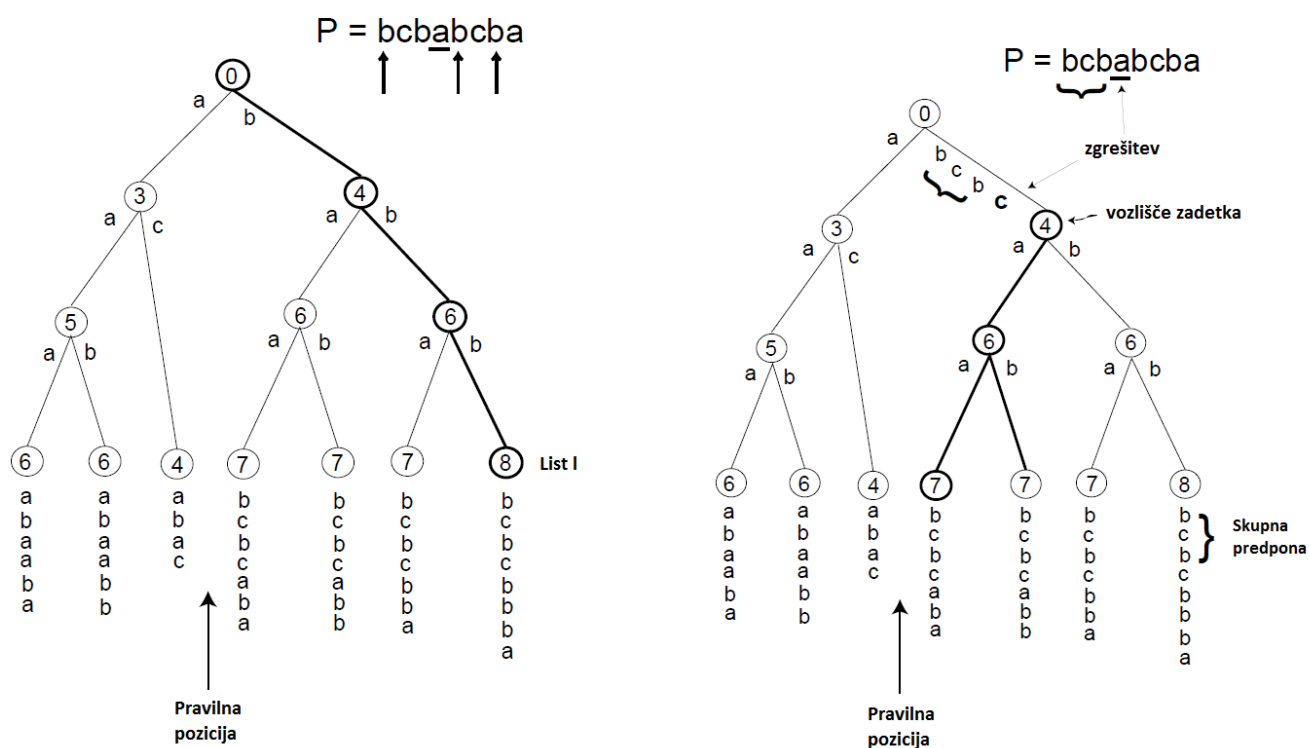 P = bcbabcba
0
a b
3 4
a c a b
5 6 6
a b a b a b
6 6 4 7 7 7 8 List l
a b a a b a
a b a a b b
a b a c
b c b c a b a
b c b c a b b
b c b c b b a
b c b c b b b a
Pravilna
pozicija
P = bcbabcba
zgrešitev
0
a b c b c
vozlišče zadetka
3 4
a c a b
5 6 6
a b a b a b
6 6 4 7 7 7 8
a b a a b a
a b a a b b
a b a c
b c b c a b a
b c b c a b b
b c b c b b a
b c b c b b b a
Skupna
predpona
Pravilna
pozicija